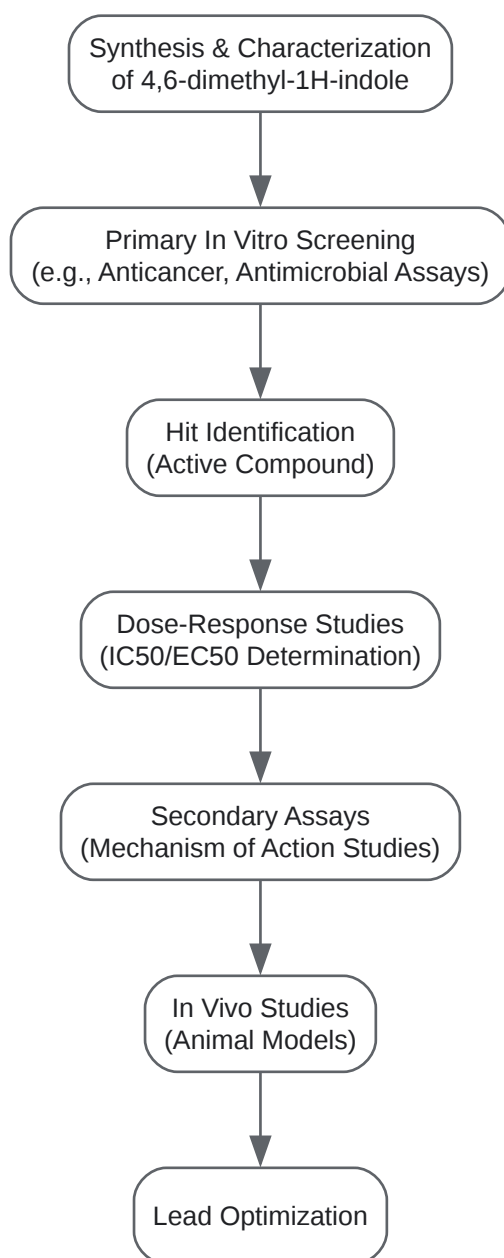 Synthesis & Characterization
of 4,6-dimethyl-1H-indole
Primary In Vitro Screening
(e.g., Anticancer, Antimicrobial Assays)
Hit Identification
(Active Compound)
Dose-Response Studies
(IC50/EC50 Determination)
Secondary Assays
(Mechanism of Action Studies)
In Vivo Studies
(Animal Models)
Lead Optimization